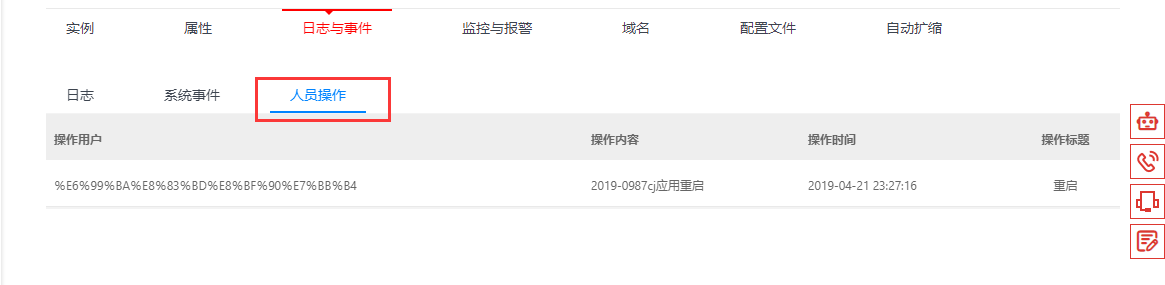 实例 属性 日志与事件 监控与报警 域名 配置文件 自动扩缩
日志 系统事件 人员操作
操作用户 操作内容 操作时间 操作标题
%E6%99%BA%E8%83%BD%E8%BF%90%E7%BB%B4 2019-0987cj应用重启 2019-04-21 23:27:16 重启